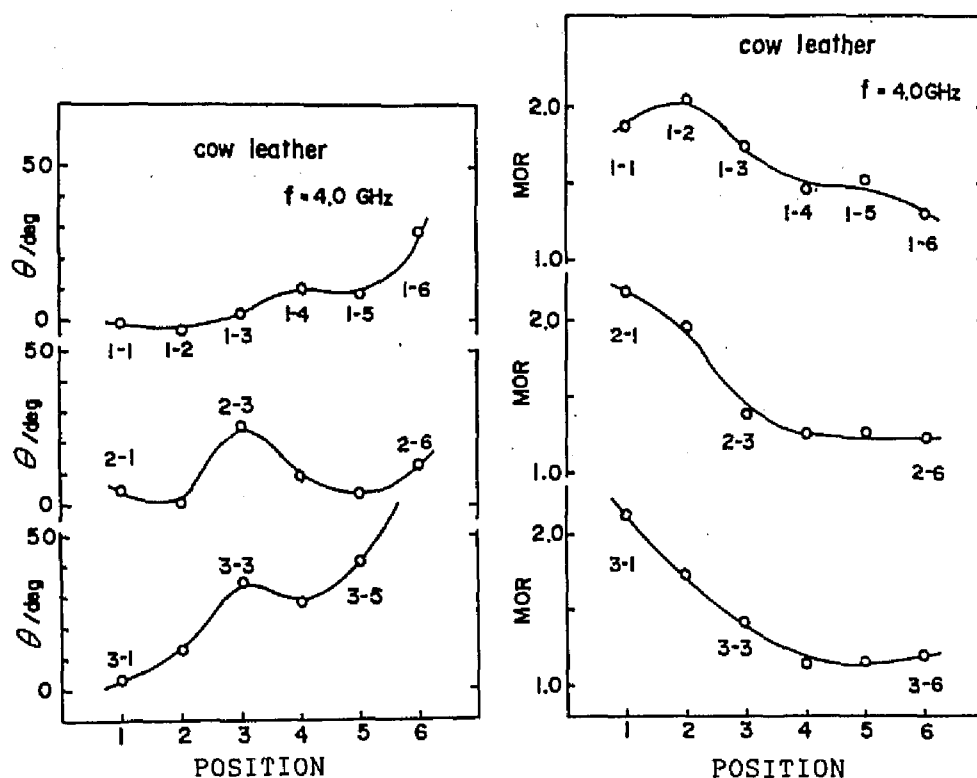 cow leather
f = 4.0 GHz
θ/deg
50
0
1-1
1-2
1-3
1-4
1-5
1-6
θ/deg
50
0
2-1
2-3
2-6
θ/deg
50
0
3-1
3-3
3-5
1 2 3 4 5 6
POSITION
cow leather
f = 4.0 GHz
MOR
2.0
1.0
1-1
1-2
1-3
1-4
1-5
1-6
MOR
2.0
1.0
2-1
2-3
2-6
MOR
2.0
1.0
3-1
3-3
3-6
1 2 3 4 5 6
POSITION